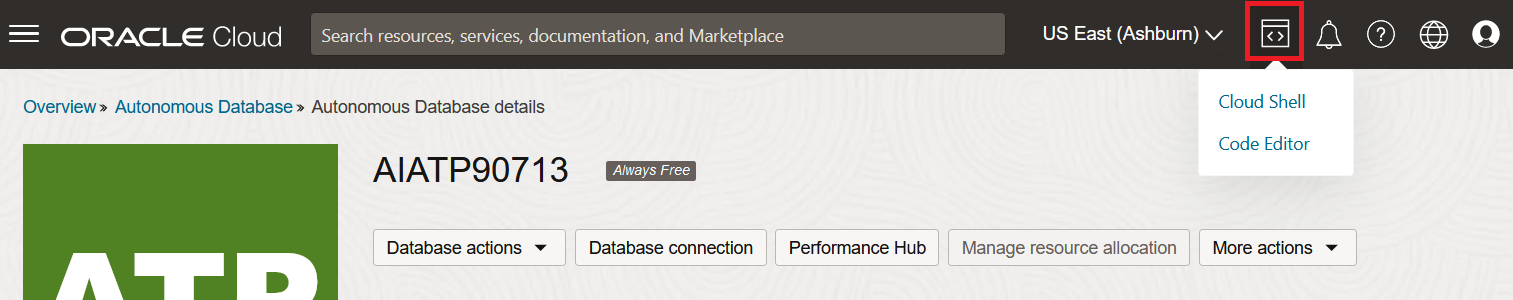 ORACLE Cloud
Search resources, services, documentation, and Marketplace
US East (Ashburn)
Cloud Shell
Code Editor
Overview » Autonomous Database » Autonomous Database details
ATP
AIATP90713
Always Free
Database actions
Database connection
Performance Hub
Manage resource allocation
More actions